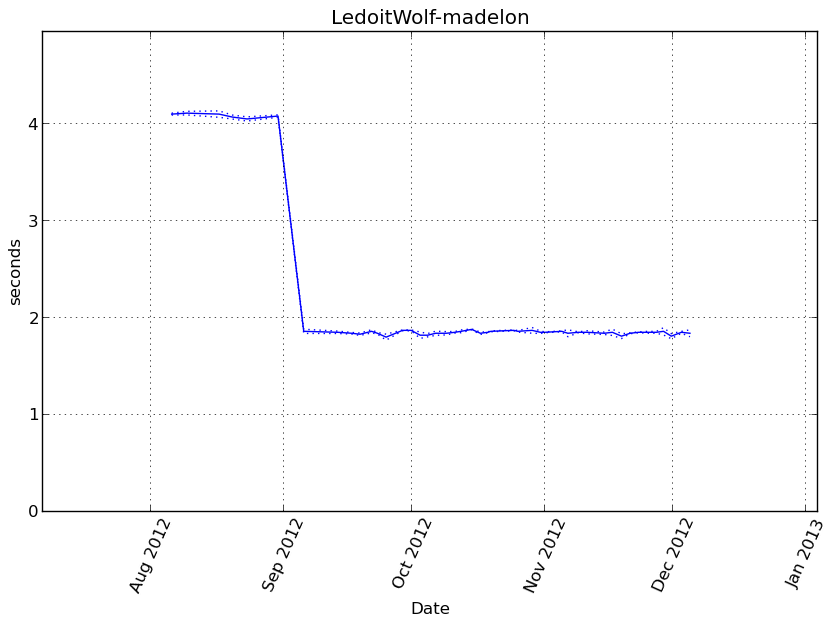 LedoitWolf-madelon
seconds
4
3
2
1
0
Aug 2012
Sep 2012
Oct 2012
Nov 2012
Dec 2012
Jan 2013
Date